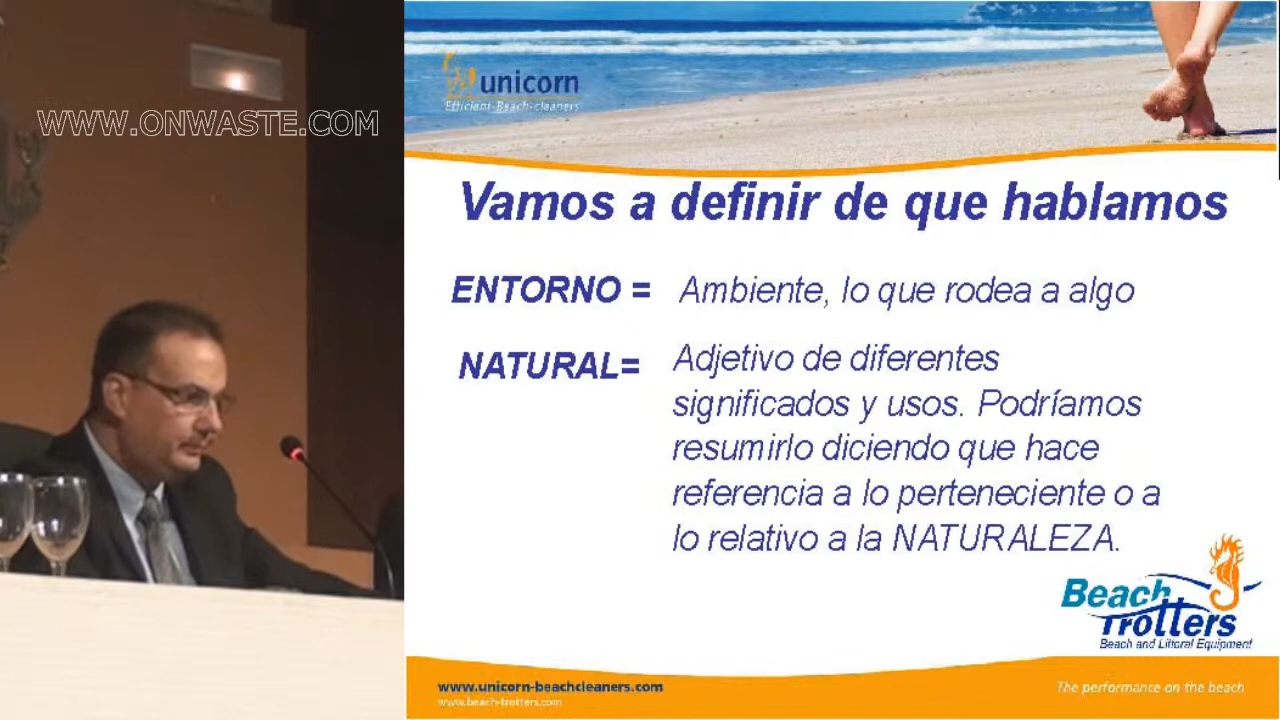 WWW.ONWASTE.COM
unicorn
Efficient-Beach-cleaners
Vamos a definir de que hablamos
ENTORNO = Ambiente, lo que rodea a algo
NATURAL= Adjetivo de diferentes
significados y usos. Podríamos
resumirlo diciendo que hace
referencia a lo perteneciente o a
lo relativo a la NATURALEZA.
Beach
Trotters
Beach and Littoral Equipment
www.unicorn-beachcleaners.com
www.beach-trotters.com
The performance on the beach